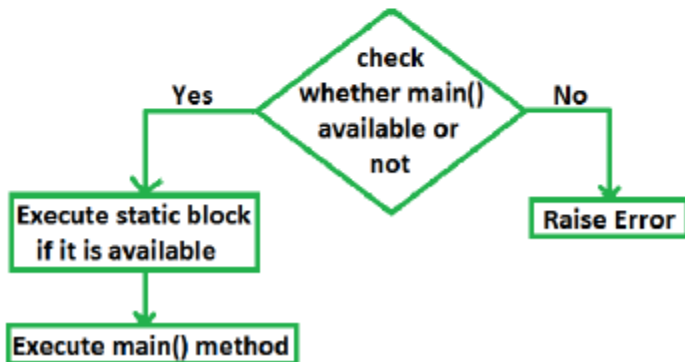 check
whether main()
available or
not
Yes
No
Execute static block
if it is available
Raise Error
Execute main() method